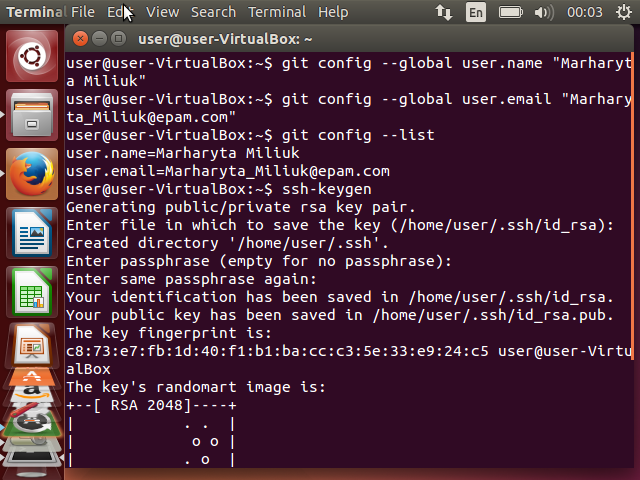 Terminal File Edit View Search Terminal Help En 00:03
user@user-VirtualBox: ~
user@user-VirtualBox:~$ git config --global user.name "Marharyt
a Miliuk"
user@user-VirtualBox:~$ git config --global user.email "Marhary
ta_Miliuk@epam.com"
user@user-VirtualBox:~$ git config --list
user.name=Marharyta Miliuk
user.email=Marharyta_Miliuk@epam.com
user@user-VirtualBox:~$ ssh-keygen
Generating public/private rsa key pair.
Enter file in which to save the key (/home/user/.ssh/id_rsa):
Created directory '/home/user/.ssh'.
Enter passphrase (empty for no passphrase):
Enter same passphrase again:
Your identification has been saved in /home/user/.ssh/id_rsa.
Your public key has been saved in /home/user/.ssh/id_rsa.pub.
The key fingerprint is:
c8:73:e7:fb:1d:40:f1:b1:ba:cc:c3:5e:33:e9:24:c5 user@user-Virtu
alBox
The key's randomart image is:
+--[ RSA 2048]----+
|             . .  |
|              o o |
|             . o  |